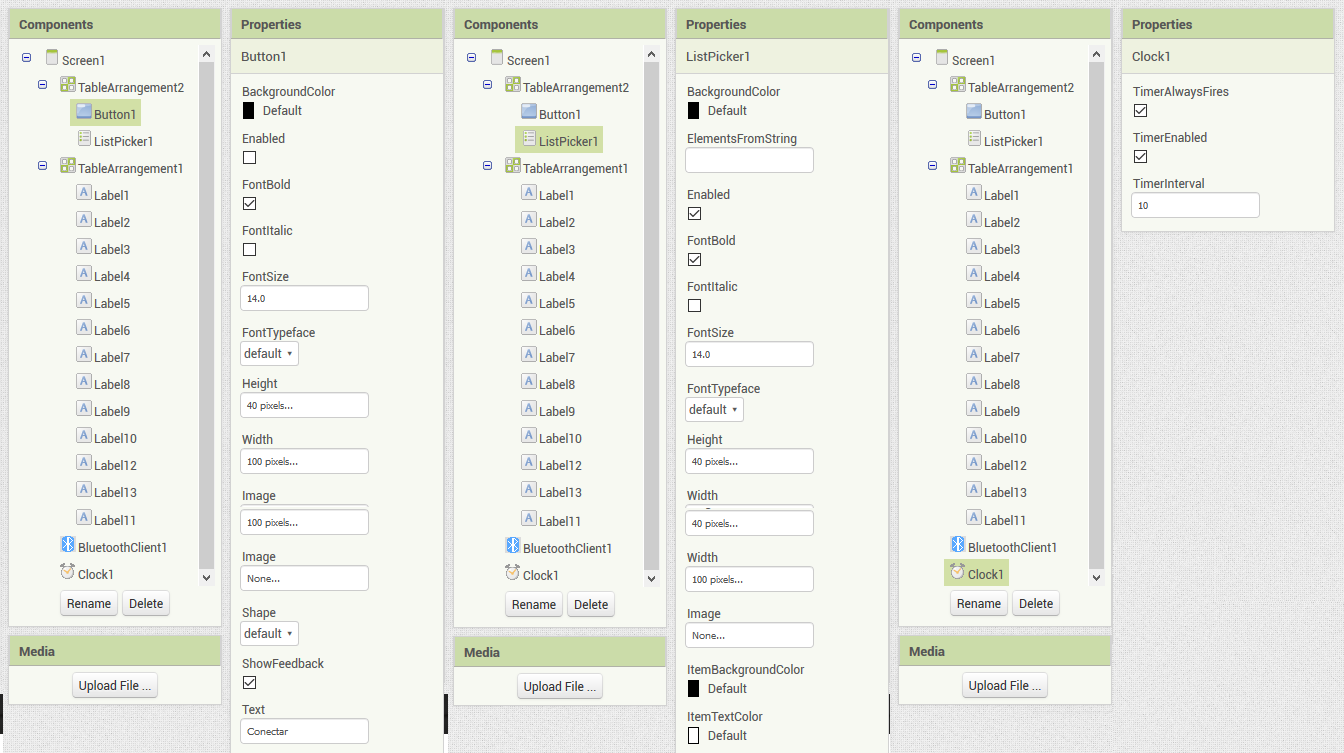 Components
Screen1
TableArrangement2
Button1
ListPicker1
TableArrangement1
A Label1
A Label2
A Label3
A Label4
A Label5
A Label6
A Label7
A Label8
A Label9
A Label10
A Label12
A Label13
A Label11
BluetoothClient1
Clock1
Rename Delete
Media
Upload File ...
Properties
Button1
BackgroundColor
Default
Enabled
FontBold
FontItalic
FontSize
14.0
FontTypeface
default
Height
40 pixels...
Width
100 pixels...
Image
100 pixels...
Image
None...
Shape
default
ShowFeedback
Text
Conectar
Components
Screen1
TableArrangement2
Button1
ListPicker1
TableArrangement1
A Label1
A Label2
A Label3
A Label4
A Label5
A Label6
A Label7
A Label8
A Label9
A Label10
A Label12
A Label13
A Label11
BluetoothClient1
Clock1
Rename Delete
Media
Upload File ...
Properties
ListPicker1
BackgroundColor
Default
ElementsFromString
Enabled
FontBold
FontItalic
FontSize
14.0
FontTypeface
default
Height
40 pixels...
Width
40 pixels...
Width
100 pixels...
Image
None...
ItemBackgroundColor
Default
ItemTextColor
Default
Components
Screen1
TableArrangement2
Button1
ListPicker1
TableArrangement1
A Label1
A Label2
A Label3
A Label4
A Label5
A Label6
A Label7
A Label8
A Label9
A Label10
A Label12
A Label13
A Label11
BluetoothClient1
Clock1
Rename Delete
Media
Upload File ...
Properties
Clock1
TimerAlwaysFires
TimerEnabled
TimerInterval
10